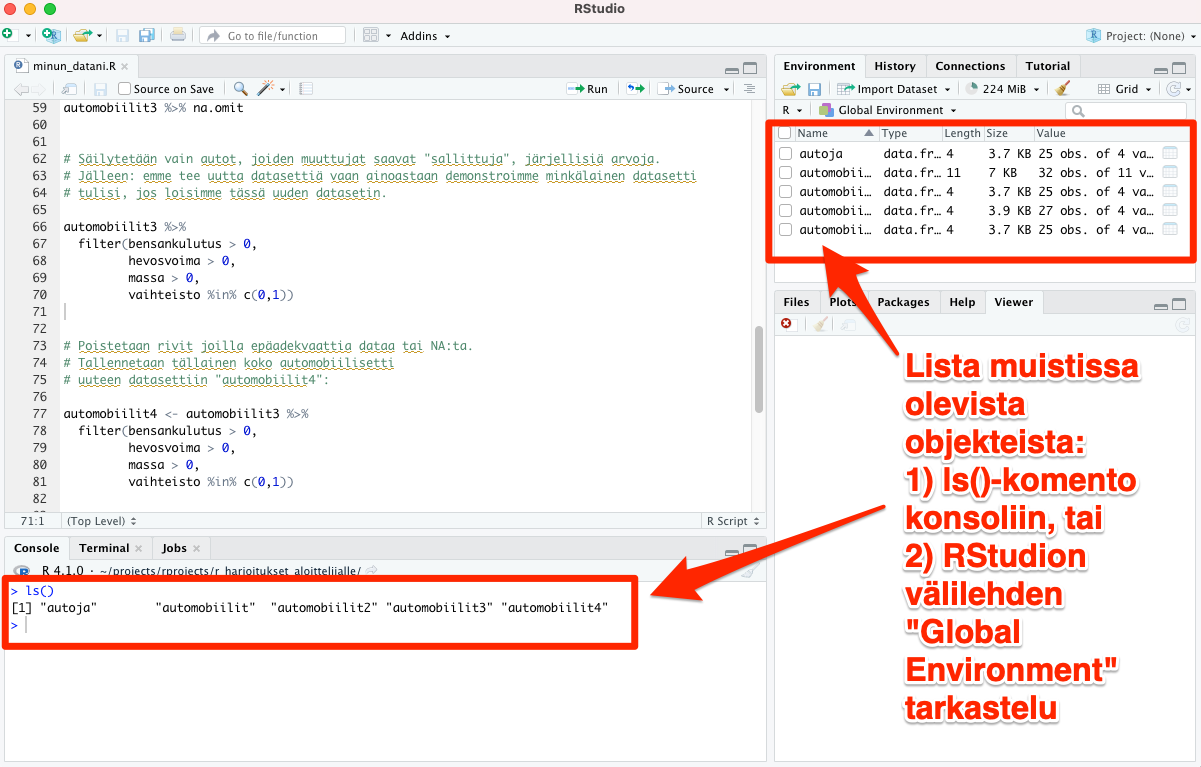 RStudio
Go to file/function
Addins
Project: (None)
minun_datani.R
Source on Save
Run
Source
59 automobiilit3 %>% na.omit
60
61
62 # Säilytetään vain autot, joiden muuttujat saavat "sallittuja", järjellisiä arvoja.
63 # Jälleen: emme tee uutta datasettiä vaan ainoastaan demonstroimme minkälainen datasetti
64 # tulisi, jos loisimme tässä uuden datasetin.
65
66 automobiilit3 %>%
67 filter(bensankulutus > 0,
68 hevosvoima > 0,
69 massa > 0,
70 vaihteisto %in% c(0,1))
71
72
73 # Poistetaan rivit joilla epäadekvaattia dataa tai NA:ta.
74 # Tallennetaan tällainen koko automobiilisetti
75 # uuteen datasettiin "automobiilit4":
76
77 automobiilit4 <- automobiilit3 %>%
78 filter(bensankulutus > 0,
79 hevosvoima > 0,
80 massa > 0,
81 vaihteisto %in% c(0,1))
82
71:1 (Top Level) R Script
Console Terminal Jobs
R 4.1.0 · ~/projects/rprojects/r_harjoitukset_aloittelijalle/
> ls()
[1] "autoja" "automobiilit" "automobiilit2" "automobiilit3" "automobiilit4"
>
Environment History Connections Tutorial
Import Dataset 224 MiB Grid
R Global Environment
Name Type Length Size Value
autoja data.fr… 4 3.7 KB 25 obs. of 4 va…
automobii… data.fr… 11 7 KB 32 obs. of 11 v…
automobii… data.fr… 4 3.7 KB 25 obs. of 4 va…
automobii… data.fr… 4 3.9 KB 27 obs. of 4 va…
automobii… data.fr… 4 3.7 KB 25 obs. of 4 va…
Files Plots Packages Help Viewer
Lista muistissa
olevista
objekteista:
1) ls()-komento
konsoliin, tai
2) RStudion
välilehden
"Global
Environment"
tarkastelu